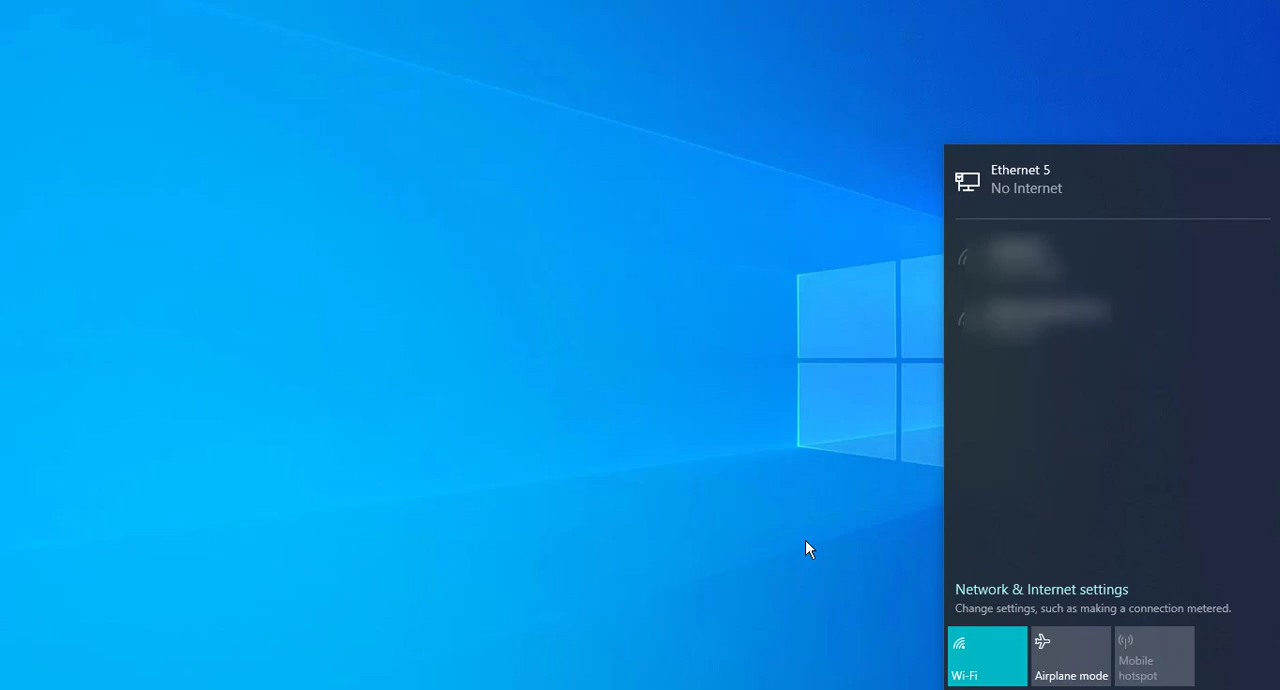 Ethernet 5
No Internet
Network & Internet settings
Change settings, such as making a connection metered.
Wi-Fi
Airplane mode
Mobile
hotspot